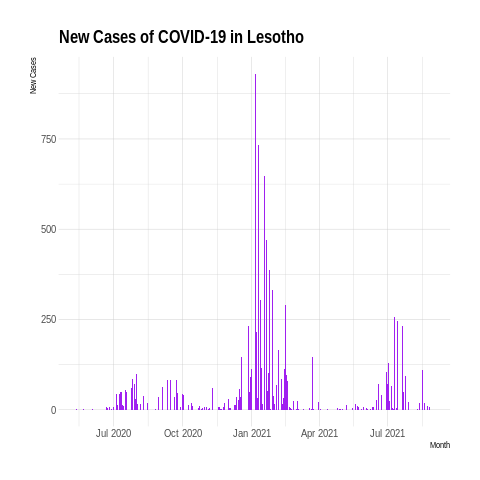 New Cases of COVID-19 in Lesotho
New Cases
750
500
250
0
Jul 2020
Oct 2020
Jan 2021
Apr 2021
Jul 2021
Month